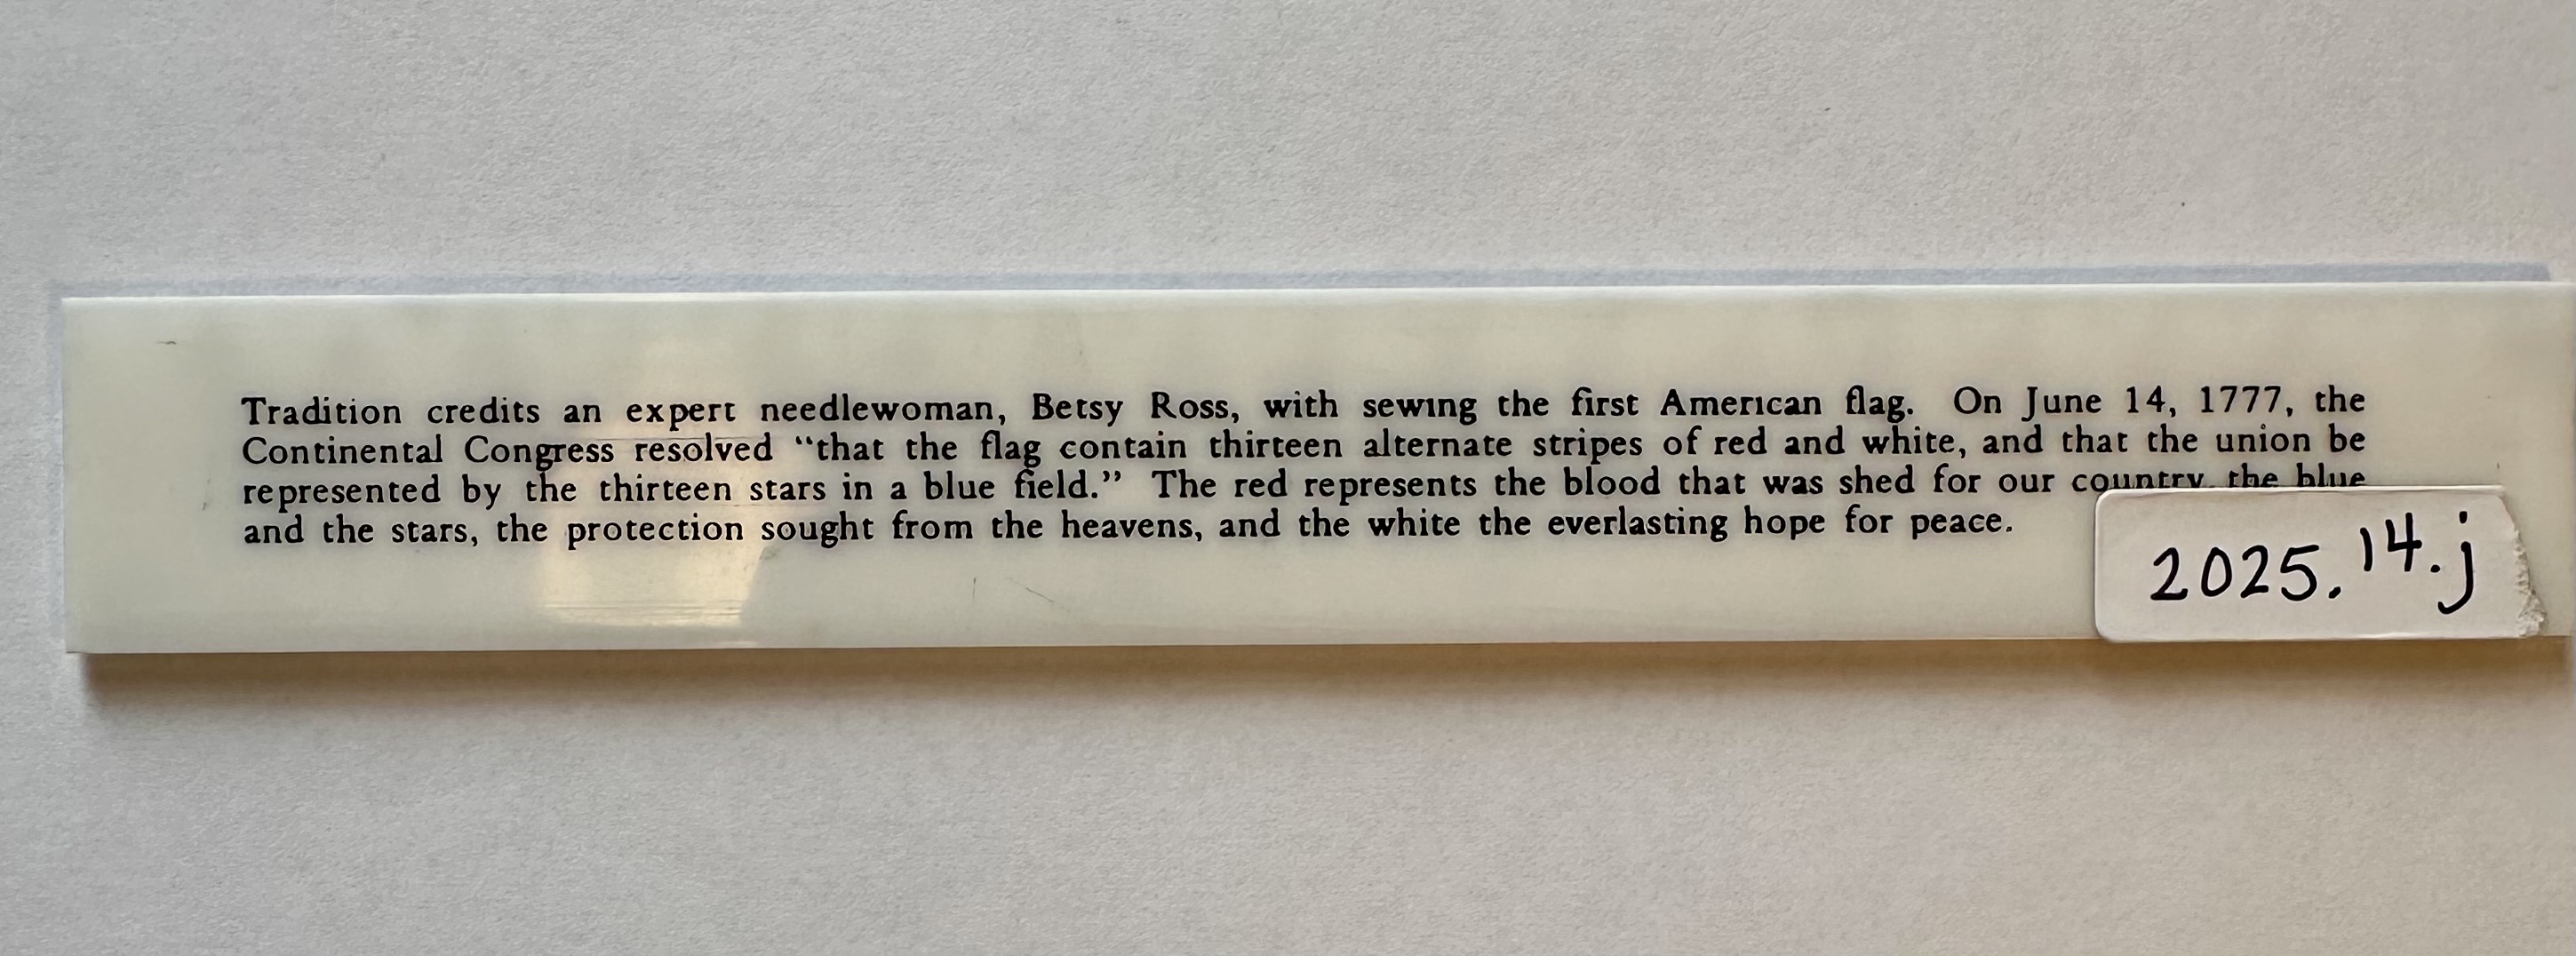 Tradition credits an expert needlewoman, Betsy Ross, with sewing the first American flag. On June 14, 1777, the
Continental Congress resolved “that the flag contain thirteen alternate stripes of red and white, and that the union be
represented by the thirteen stars in a blue field.” The red represents the blood that was shed for our country, the blue
and the stars, the protection sought from the heavens, and the white the everlasting hope for peace.
2025.14.j